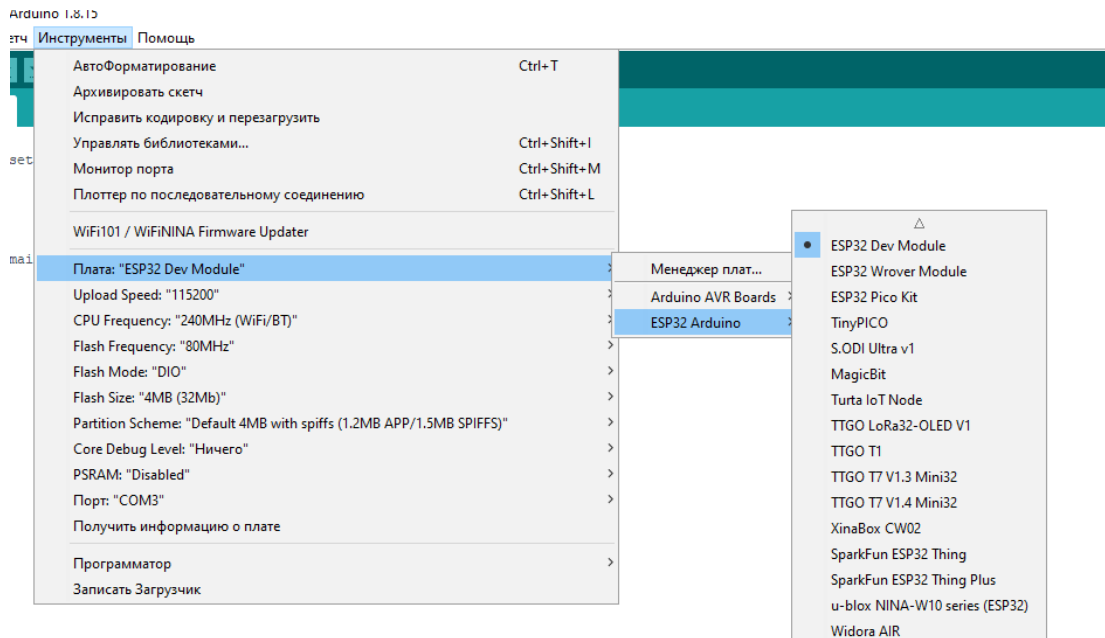 Arduino 1.8.15
етч Инструменты Помощь
АвтоФорматирование Ctrl+T
Архивировать скетч
Исправить кодировку и перезагрузить
Управлять библиотеками... Ctrl+Shift+I
Монитор порта Ctrl+Shift+M
Плоттер по последовательному соединению Ctrl+Shift+L
WiFi101 / WiFiNINA Firmware Updater
Плата: "ESP32 Dev Module"
Upload Speed: "115200"
CPU Frequency: "240MHz (WiFi/BT)"
Flash Frequency: "80MHz"
Flash Mode: "DIO"
Flash Size: "4MB (32Mb)"
Partition Scheme: "Default 4MB with spiffs (1.2MB APP/1.5MB SPIFFS)"
Core Debug Level: "Ничего"
PSRAM: "Disabled"
Порт: "COM3"
Получить информацию о плате
Программатор
Записать Загрузчик
set
mai
Менеджер плат...
Arduino AVR Boards
ESP32 Arduino
ESP32 Dev Module
ESP32 Wrover Module
ESP32 Pico Kit
TinyPICO
S.ODI Ultra v1
MagicBit
Turta IoT Node
TTGO LoRa32-OLED V1
TTGO T1
TTGO T7 V1.3 Mini32
TTGO T7 V1.4 Mini32
XinaBox CW02
SparkFun ESP32 Thing
SparkFun ESP32 Thing Plus
u-blox NINA-W10 series (ESP32)
Widora AIR